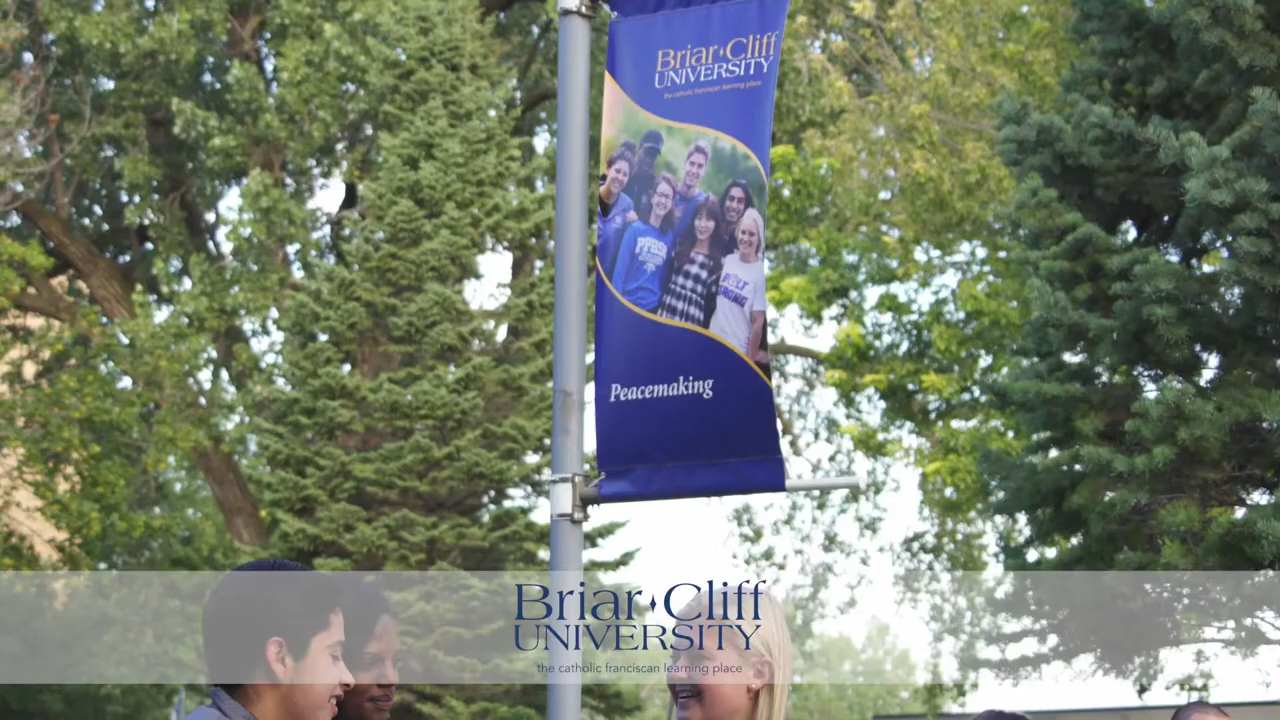 Briar Cliff
UNIVERSITY
the catholic franciscan learning place
Peacemaking
Briar Cliff
UNIVERSITY
the catholic franciscan learning place